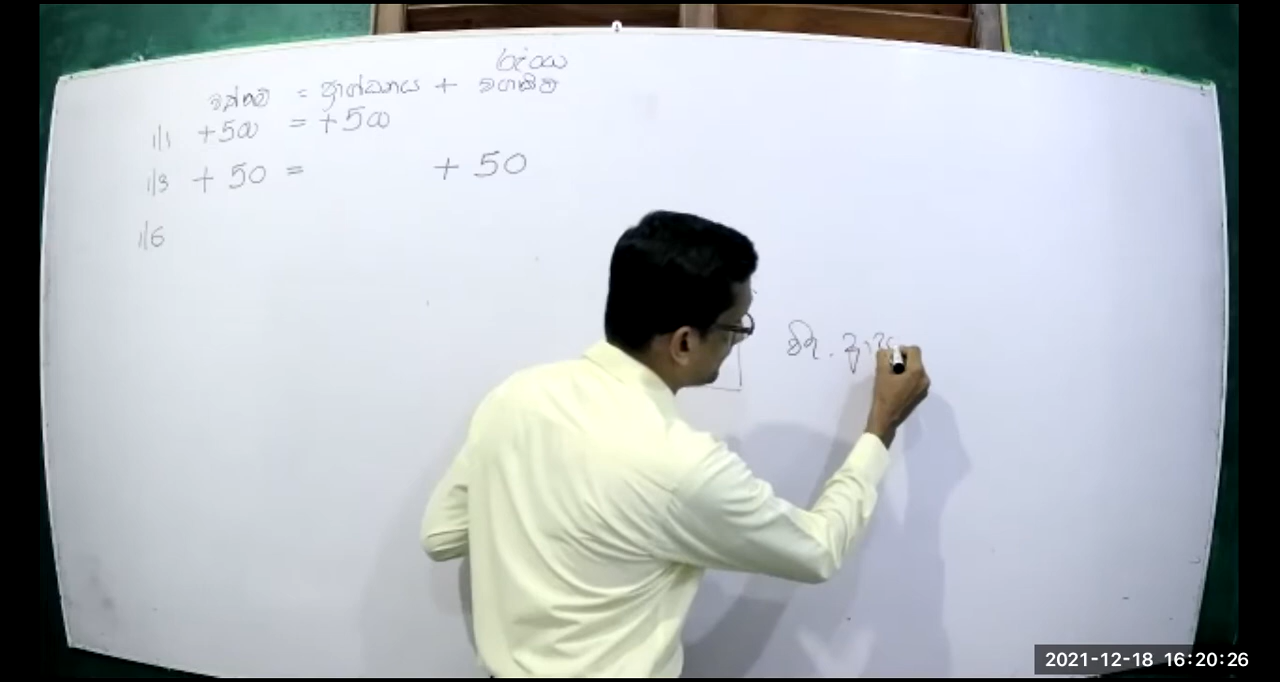 රජයේ
වත්කම් = ප්‍රාග්ධනය + වගකීම්
1/1 +500 = +500
1/3 + 50 = + 50
1/6
2021-12-18 16:20:26